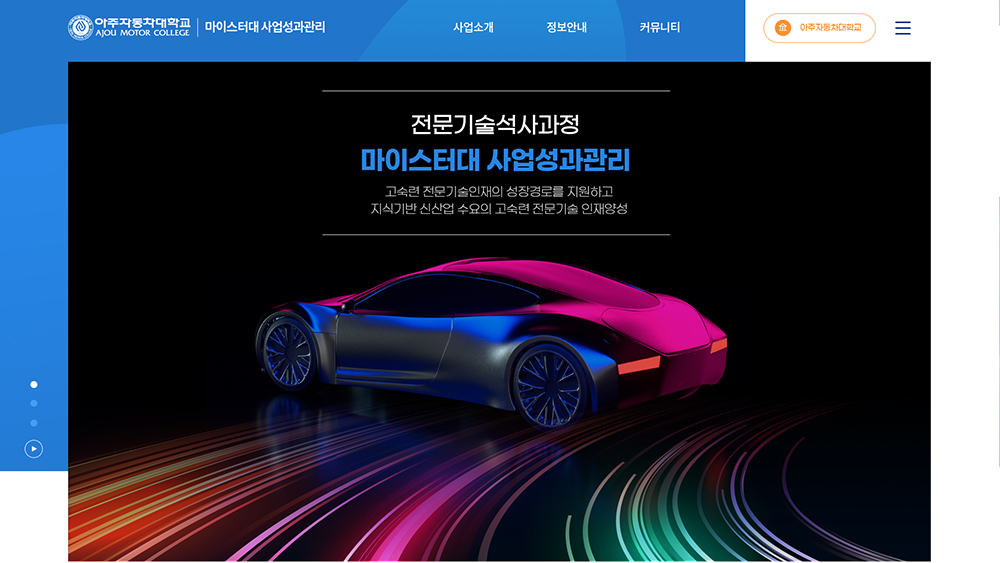 아주자동차대학교
AJOU MOTOR COLLEGE
마이스터대 사업성과관리
사업소개
정보안내
커뮤니티
아주자동차대학교
전문기술석사과정
마이스터대 사업성과관리
고숙련 전문기술인재의 성장경로를 지원하고
지식기반 신산업 수요의 고숙련 전문기술 인재양성